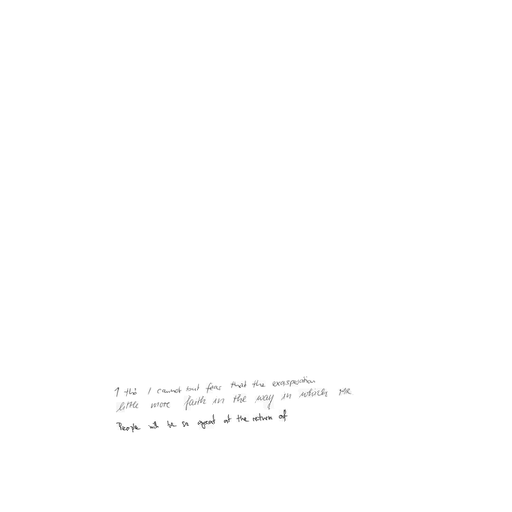 I cannot but fear that the exasperation
little more faith in the way in which
People will be so great at the return of